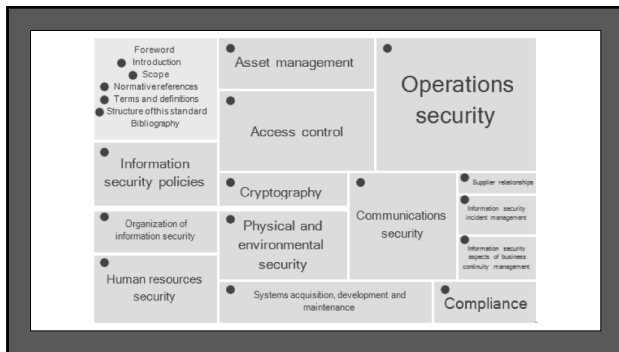 Foreword
Introduction
Scope
Normative references
Terms and definitions
Structure of this standard
Bibliography
Information
security policies
Organization of
information security
Human resources
security
Asset management
Access control
Cryptography
Physical and
environmental
security
Systems acquisition, development and
maintenance
Operations
security
Communications
security
Supplier relationships
Information security
incident management
Information security
aspects of business
continuity management
Compliance